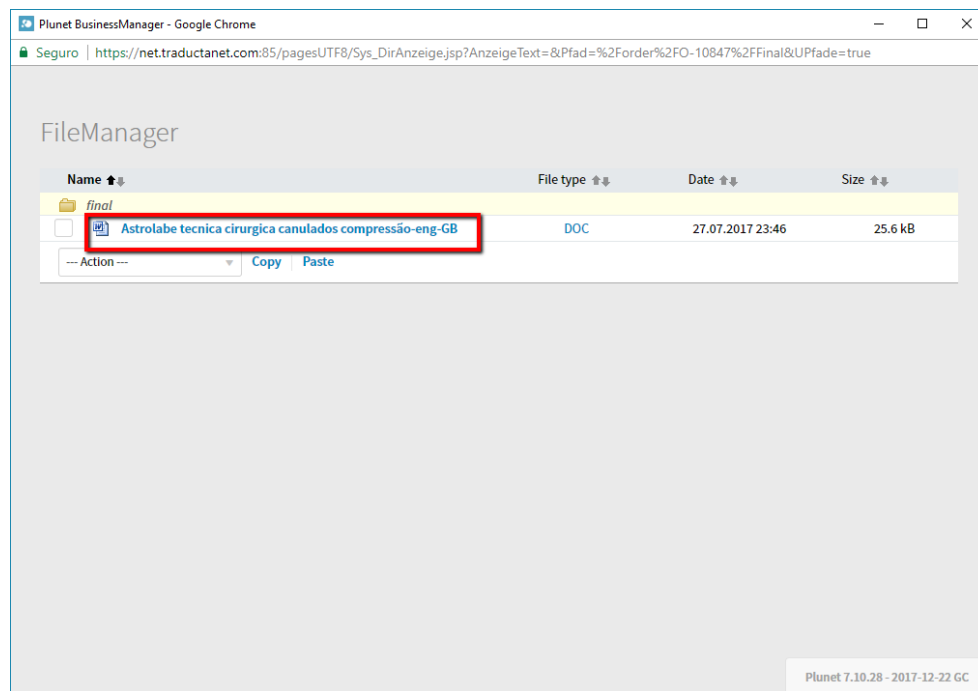 Plunet BusinessManager - Google Chrome
Seguro | https://net.traductanet.com:85/pagesUTF8/Sys_DirAnzeige.jsp?AnzeigeText=&Pfad=%2Forder%2FO-10847%2FFinal&UPfade=true
FileManager
Name File type Date Size
final
Astrolabe tecnica cirurgica canulados compressão-eng-GB DOC 27.07.2017 23:46 25.6 kB
--- Action --- Copy Paste
Plunet 7.10.28 - 2017-12-22 GC